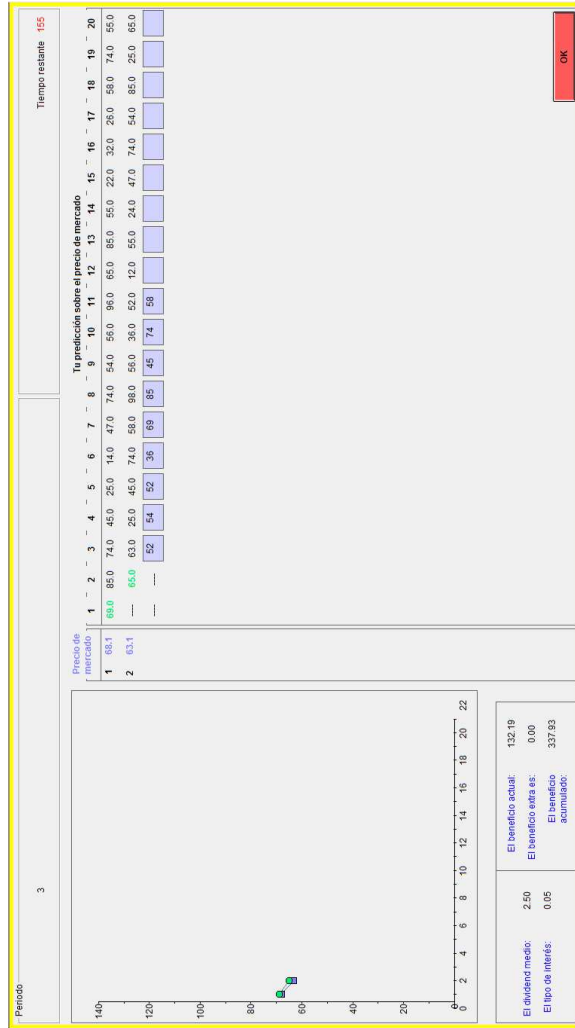 Periodo
3
Tiempo restante 155
Precio de mercado
1 68.1
2 63.1
Tu predicción sobre el precio de mercado
1 2 3 4 5 6 7 8 9 10 11 12 13 14 15 16 17 18 19 20
69.0 85.0 74.0 45.0 25.0 14.0 47.0 74.0 54.0 56.0 96.0 65.0 85.0 55.0 22.0 32.0 26.0 58.0 74.0 55.0
---- 65.0 63.0 25.0 45.0 74.0 58.0 98.0 56.0 36.0 52.0 12.0 55.0 24.0 47.0 74.0 54.0 85.0 25.0 65.0
---- ---- 52 54 52 36 69 85 45 74 58
140
120
100
80
60
40
20
0
0 2 4 6 8 10 12 14 16 18 20 22
El dividend medio: 2.50
El tipo de interés: 0.05
El beneficio actual: 132.19
El beneficio extra es: 0.00
El beneficio acumulado: 337.93
OK